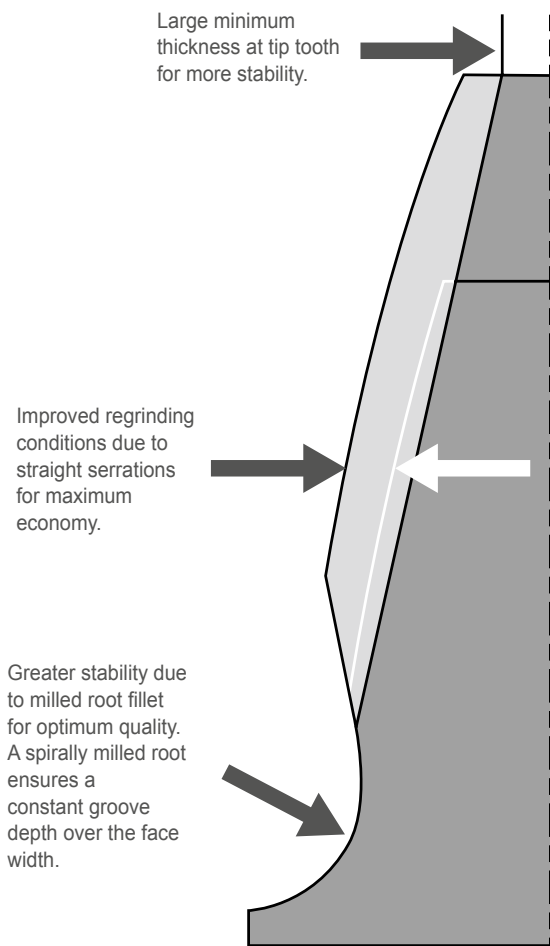 Large minimum
thickness at tip tooth
for more stability.
Improved regrinding
conditions due to
straight serrations
for maximum
economy.
Greater stability due
to milled root fillet
for optimum quality.
A spirally milled root
ensures a
constant groove
depth over the face
width.